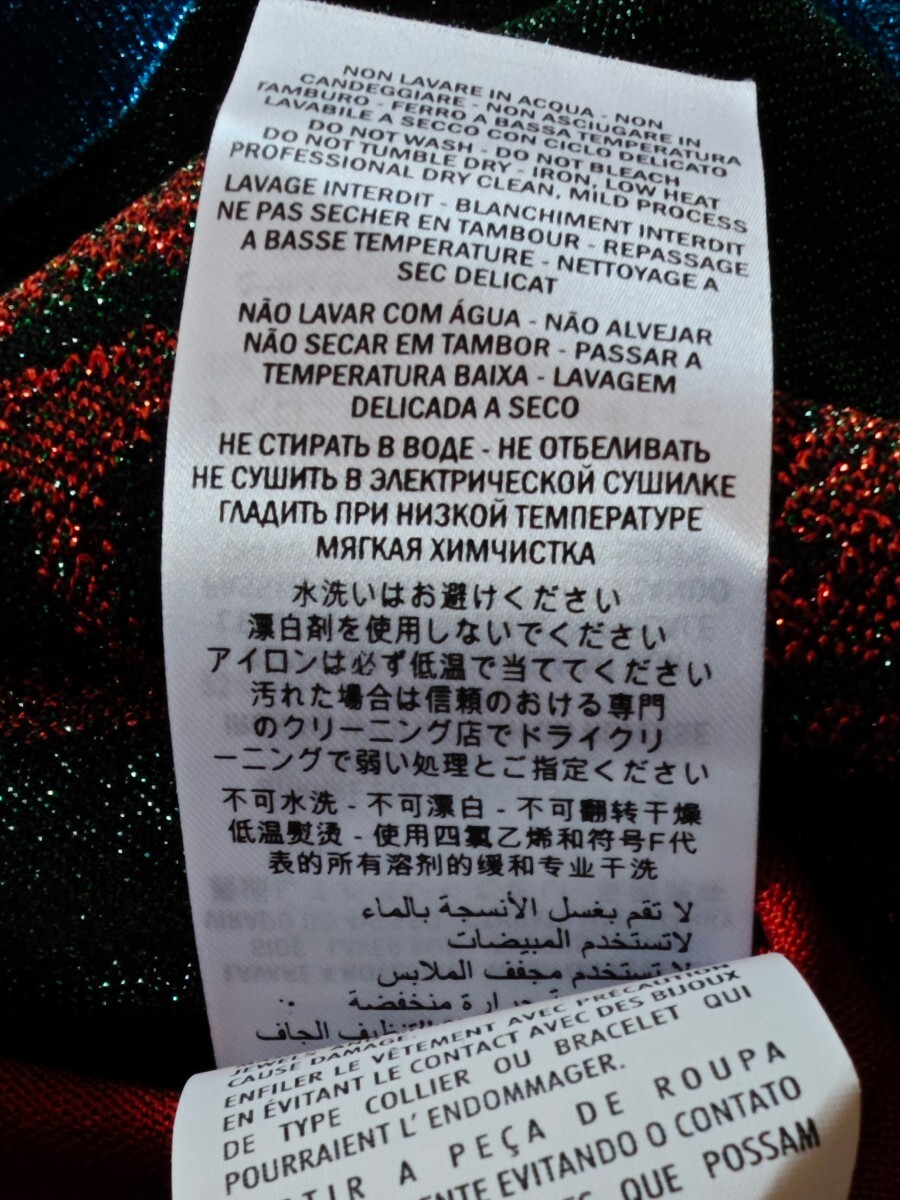 NON LAVARE IN ACQUA - NON
CANDEGGIARE - NON ASCIUGARE IN
TAMBURO - FERRO A BASSA TEMPERATURA
LAVABILE A SECCO CON CICLO DELICATO
DO NOT WASH - DO NOT BLEACH
NOT TUMBLE DRY - IRON, LOW HEAT
PROFESSIONAL DRY CLEAN, MILD PROCESS
LAVAGE INTERDIT - BLANCHIMENT INTERDIT
NE PAS SECHER EN TAMBOUR - REPASSAGE
A BASSE TEMPERATURE - NETTOYAGE A
SEC DELICAT
NÃO LAVAR COM ÁGUA - NÃO ALVEJAR
NÃO SECAR EM TAMBOR - PASSAR A
TEMPERATURA BAIXA - LAVAGEM
DELICADA A SECO
НЕ СТИРАТЬ В ВОДЕ - НЕ ОТБЕЛИВАТЬ
НЕ СУШИТЬ В ЭЛЕКТРИЧЕСКОЙ СУШИЛКЕ
ГЛАДИТЬ ПРИ НИЗКОЙ ТЕМПЕРАТУРЕ
МЯГКАЯ ХИМЧИСТКА
水洗いはお避けください
漂白剤を使用しないでください
アイロンは必ず低温で当ててください
汚れた場合は信頼のおける専門
のクリーニング店でドライクリ
ーニングで弱い処理とご指定ください
不可水洗 - 不可漂白 - 不可翻转干燥
低温熨烫 - 使用四氯乙烯和符号F代
表的所有溶剂的缓和专业干洗
لا تقم بغسل الأنسجة بالماء
لاتستخدم المبيضات
لا تستخدم مجفف الملابس
حرارة منخفضة
التنظيف الجاف
CAUSE DAMAGE.
ENFILER LE VÊTEMENT AVEC PRÉCAUTION
EN ÉVITANT LE CONTACT AVEC DES BIJOUX
DE TYPE COLLIER OU BRACELET QUI
POURRAIENT L'ENDOMMAGER.
A PEÇA DE ROUPA
EVITANDO O CONTATO
QUE POSSAM